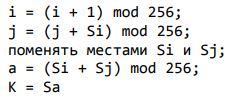 i = (i + 1) mod 256;
j = (j + Si) mod 256;
поменять местами Si и Sj;
a = (Si + Sj) mod 256;
K = Sa